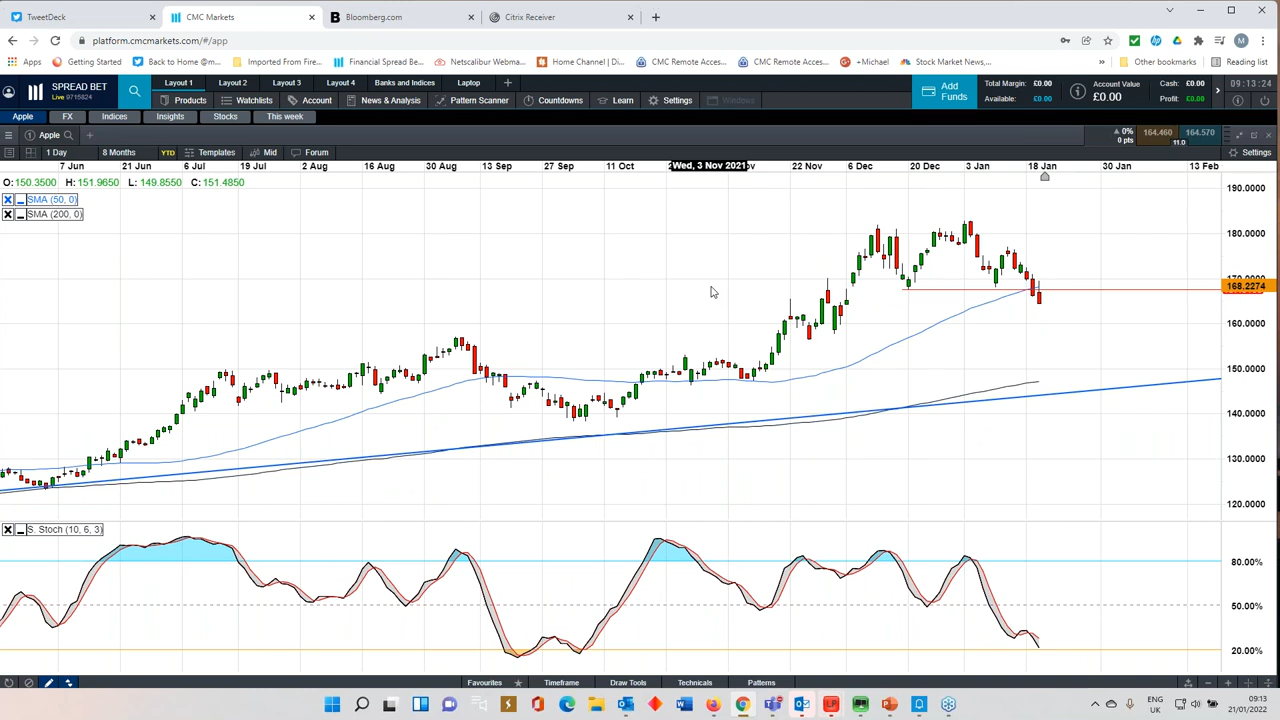 TweetDeck
CMC Markets
Bloomberg.com
Citrix Receiver
platform.cmcmarkets.com/#/app
Apps
Getting Started
Back to Home @m...
Imported From Fire...
Financial Spread Be...
Netscalibur Webma...
Home Channel | Di...
CMC Remote Acces...
CMC Remote Acces...
+Michael
Stock Market News,...
Other bookmarks
Reading list
SPREAD BET
Live 9715824
Layout 1
Layout 2
Layout 3
Layout 4
Banks and Indices
Laptop
Products
Watchlists
Account
News & Analysis
Pattern Scanner
Countdowns
Learn
Settings
Windows
Add Funds
Total Margin: £0.00
Available: £0.00
Account Value
£0.00
Cash: £0.00
Profit: £0.00
09:13:24
Apple
FX
Indices
Insights
Stocks
This week
Apple
0%
0 pts
164.460
164.570
11.0
1 Day
8 Months
YTD
Templates
Mid
Forum
Settings
7 Jun
21 Jun
6 Jul
19 Jul
2 Aug
16 Aug
30 Aug
13 Sep
27 Sep
11 Oct
Wed, 3 Nov 2021
22 Nov
6 Dec
20 Dec
3 Jan
18 Jan
30 Jan
13 Feb
O: 150.3500 H: 151.9650 L: 149.8550 C: 151.4850
SMA (50, 0)
SMA (200, 0)
190.0000
180.0000
170.0000
168.2274
160.0000
150.0000
140.0000
130.0000
120.0000
S. Stoch (10, 6, 3)
80.00%
50.00%
20.00%
Favourites
Timeframe
Draw Tools
Technicals
Patterns
ENG
UK
09:13
21/01/2022